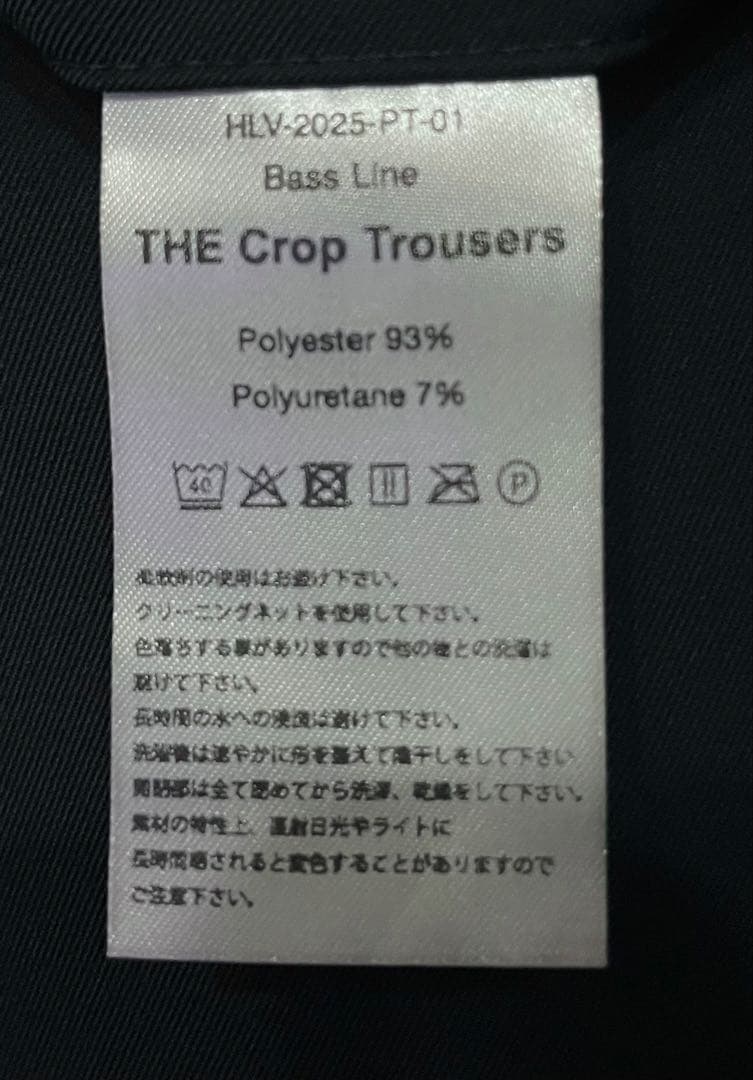 HLV-2025-PT-01
Bass Line
THE Crop Trousers
Polyester 93%
Polyuretane 7%
40 P
柔軟剤の使用はお避け下さい。
クリーニングネットを使用して下さい。
色落ちする事がありますので他の物との洗濯は
避けて下さい。
長時間の水への浸漬は避けて下さい。
洗濯後は速やかに形を整えて陰干しをして下さい
開閉部は全て閉めてから洗濯、乾燥をして下さい。
素材の特性上、直射日光やライトに
長時間晒されると変色することがありますので
ご注意下さい。